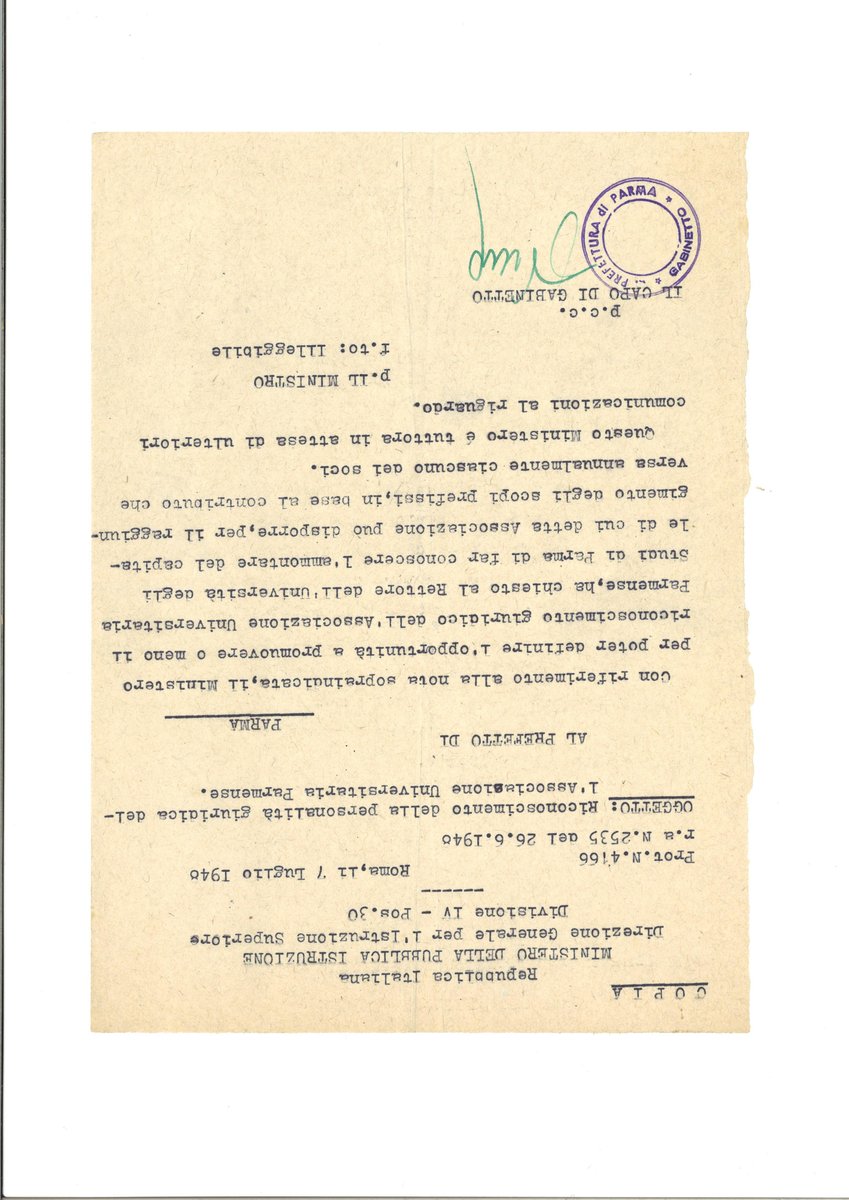 C O P I A
Repubblica Italiana
MINISTERO DELLA PUBBLICA ISTRUZIONE
Direzione Generale per l'Istruzione Superiore
Divisione IV - Pos.30
------
Roma,li 7 Luglio 1948
Prot.N.4166
r.a N.2535 del 26.6.1948
OGGETTO: Riconoscimento della personalità giuridica del-
l'Associazione Universitaria Parmense.
AL PREFETTO DI
PARMA
Con riferimento alla nota sopraindicata,il Ministero
per poter definire l'opportunità a promuovere o meno il
riconoscimento giuridico dell'Associazione Universitaria
Parmense,ha chiesto al Rettore dell'Università degli
Studi di Parma di far conoscere l'ammontare del capita-
le di cui detta Associazione può disporre,per il raggiun-
gimento degli scopi prefissi,in base al contributo che
versa annualmente ciascuno dei soci.
Questo Ministero é tuttora in attesa di ulteriori
comunicazioni al riguardo.
p.IL MINISTRO
f.to: Illeggibile
p.c.c.
IL CAPO DI GABINETTO
PREFETTURA di PARMA * GABINETTO *